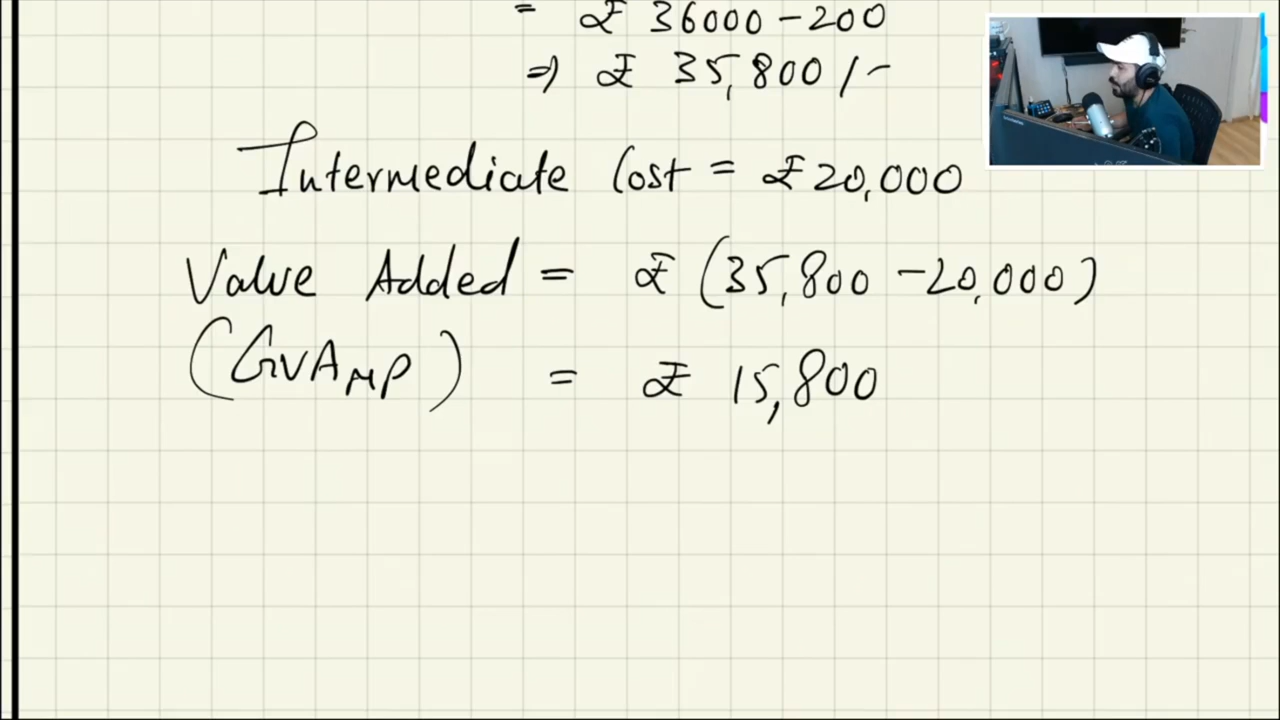 = ₹ 36000 - 200
⇒ ₹ 35,800/-
Intermediate Cost = ₹ 20,000
Value Added = ₹ (35,800 - 20,000)
(GVAMP) = ₹ 15,800